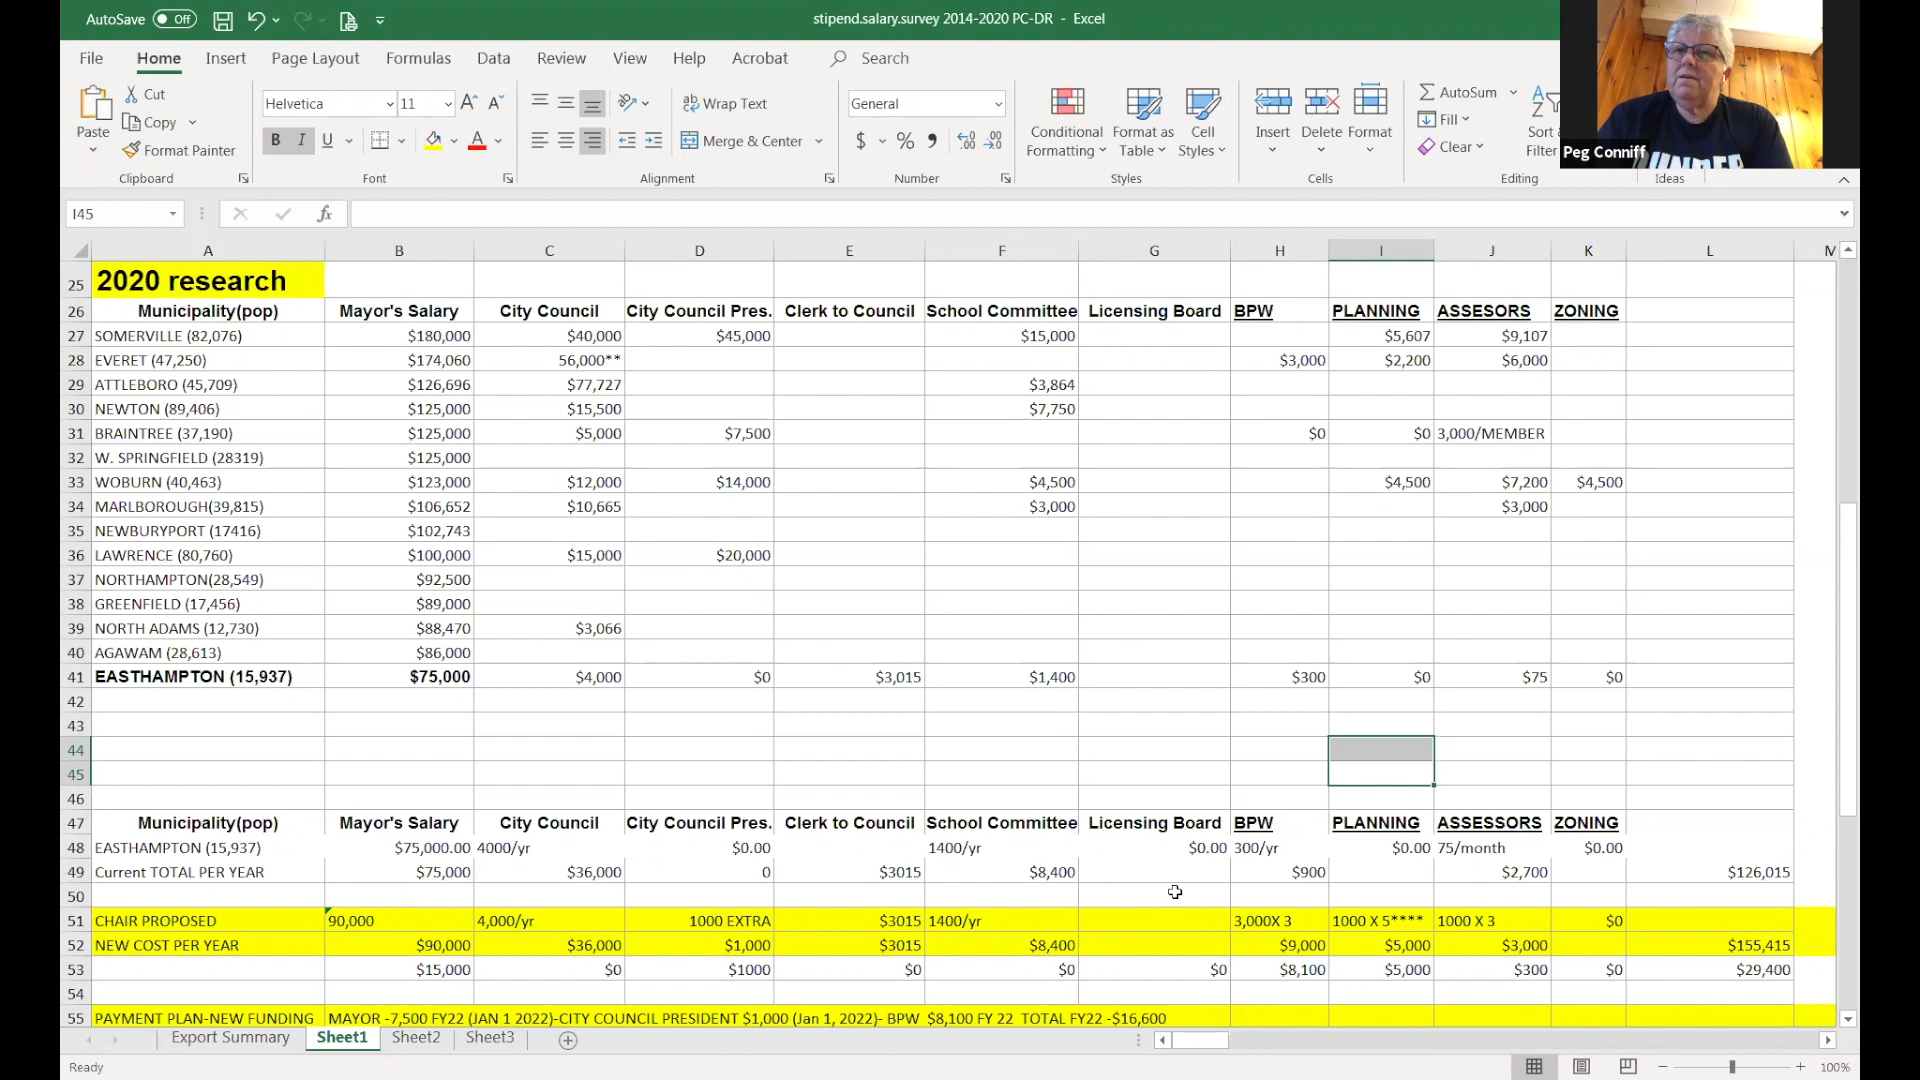 AutoSave Off stipend.salary.survey 2014-2020 PC-DR - Excel
File Home Insert Page Layout Formulas Data Review View Help Acrobat Search
Paste Cut Copy Format Painter Clipboard
Helvetica 11 B I U A Font
ab Wrap Text Merge & Center Alignment
General $ % Number
Conditional Formatting Format as Table Cell Styles Styles
Insert Delete Format Cells
AutoSum Fill Clear Sort & Filter Editing Ideas
Peg Conniff
I45 fx
A B C D E F G H I J K L M
25 2020 research
26 Municipality(pop) Mayor's Salary City Council City Council Pres. Clerk to Council School Committee Licensing Board BPW PLANNING ASSESORS ZONING
27 SOMERVILLE (82,076) $180,000 $40,000 $45,000 $15,000 $5,607 $9,107
28 EVERET (47,250) $174,060 56,000** $3,000 $2,200 $6,000
29 ATTLEBORO (45,709) $126,696 $77,727 $3,864
30 NEWTON (89,406) $125,000 $15,500 $7,750
31 BRAINTREE (37,190) $125,000 $5,000 $7,500 $0 $0 3,000/MEMBER
32 W. SPRINGFIELD (28319) $125,000
33 WOBURN (40,463) $123,000 $12,000 $14,000 $4,500 $4,500 $7,200 $4,500
34 MARLBOROUGH(39,815) $106,652 $10,665 $3,000 $3,000
35 NEWBURYPORT (17416) $102,743
36 LAWRENCE (80,760) $100,000 $15,000 $20,000
37 NORTHAMPTON(28,549) $92,500
38 GREENFIELD (17,456) $89,000
39 NORTH ADAMS (12,730) $88,470 $3,066
40 AGAWAM (28,613) $86,000
41 EASTHAMPTON (15,937) $75,000 $4,000 $0 $3,015 $1,400 $300 $0 $75 $0
42
43
44
45
46
47 Municipality(pop) Mayor's Salary City Council City Council Pres. Clerk to Council School Committee Licensing Board BPW PLANNING ASSESSORS ZONING
48 EASTHAMPTON (15,937) $75,000.00 4000/yr $0.00 1400/yr $0.00 300/yr $0.00 75/month $0.00
49 Current TOTAL PER YEAR $75,000 $36,000 0 $3015 $8,400 $900 $2,700 $126,015
50
51 CHAIR PROPOSED 90,000 4,000/yr 1000 EXTRA $3015 1400/yr 3,000X 3 1000 X 5**** 1000 X 3 $0
52 NEW COST PER YEAR $90,000 $36,000 $1,000 $3015 $8,400 $9,000 $5,000 $3,000 $155,415
53 $15,000 $0 $1000 $0 $0 $0 $8,100 $5,000 $300 $0 $29,400
54
55 PAYMENT PLAN-NEW FUNDING MAYOR -7,500 FY22 (JAN 1 2022)-CITY COUNCIL PRESIDENT $1,000 (Jan 1, 2022)- BPW $8,100 FY 22 TOTAL FY22 -$16,600
Export Summary Sheet1 Sheet2 Sheet3
Ready 100%